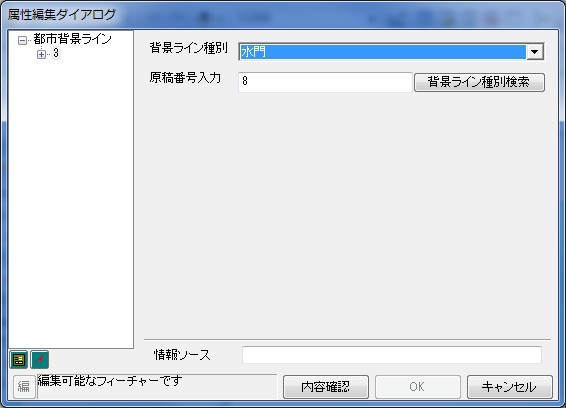 属性編集ダイアログ
都市背景ライン
3
背景ライン種別
水門
原稿番号入力
8
背景ライン種別検索
情報ソース
編
編集可能なフィーチャーです
内容確認
OK
キャンセル